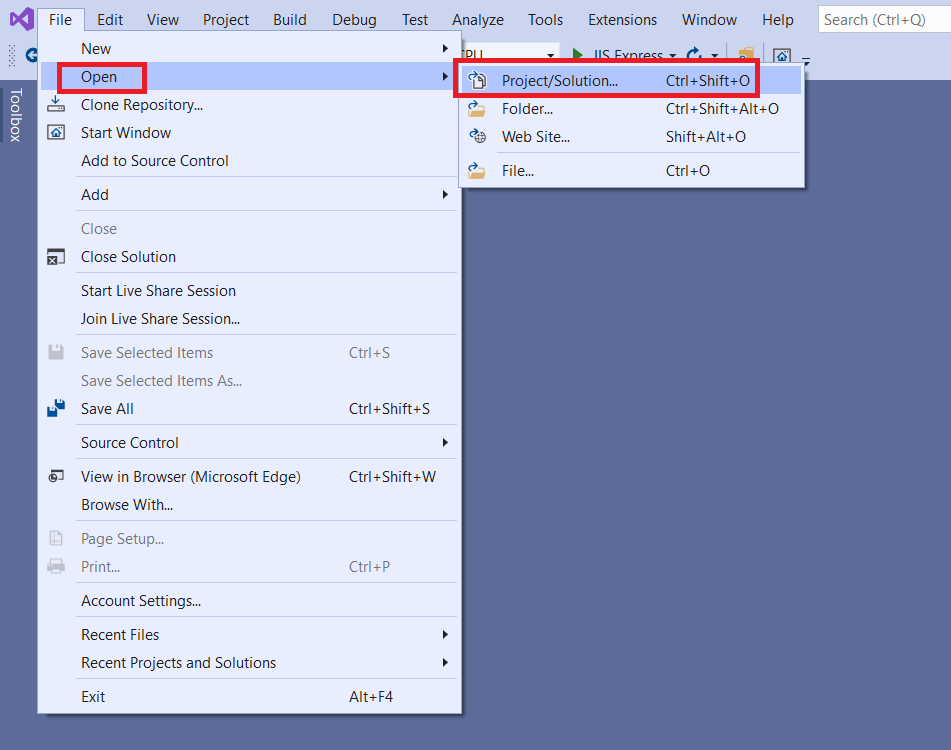 File Edit View Project Build Debug Test Analyze Tools Extensions Window Help Search (Ctrl+Q)
IIS Express
Toolbox
New
Open
Clone Repository...
Start Window
Add to Source Control
Add
Close
Close Solution
Start Live Share Session
Join Live Share Session...
Save Selected Items Ctrl+S
Save Selected Items As...
Save All Ctrl+Shift+S
Source Control
View in Browser (Microsoft Edge) Ctrl+Shift+W
Browse With...
Page Setup...
Print... Ctrl+P
Account Settings...
Recent Files
Recent Projects and Solutions
Exit Alt+F4
Project/Solution... Ctrl+Shift+O
Folder... Ctrl+Shift+Alt+O
Web Site... Shift+Alt+O
File... Ctrl+O